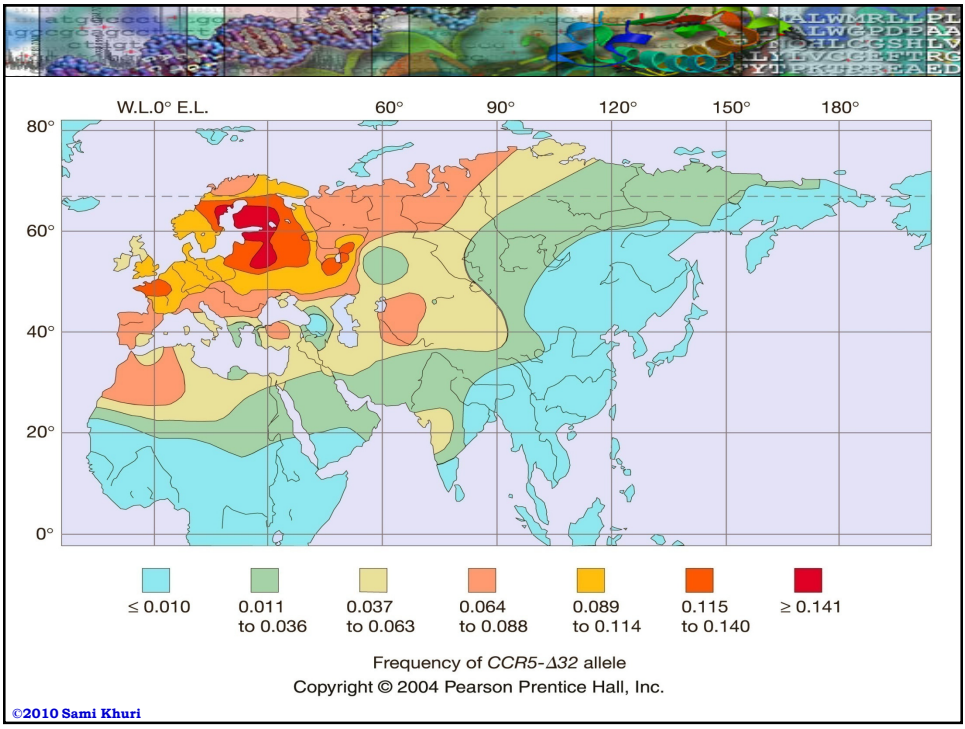 ALWMRLLPL
ALWGPDPAA
W.L.0° E.L. 60° 90° 120° 150° 180°
80°
60°
40°
20°
0°
≤ 0.010
0.011
to 0.036
0.037
to 0.063
0.064
to 0.088
0.089
to 0.114
0.115
to 0.140
≥ 0.141
Frequency of CCR5-Δ32 allele
Copyright © 2004 Pearson Prentice Hall, Inc.
©2010 Sami Khuri